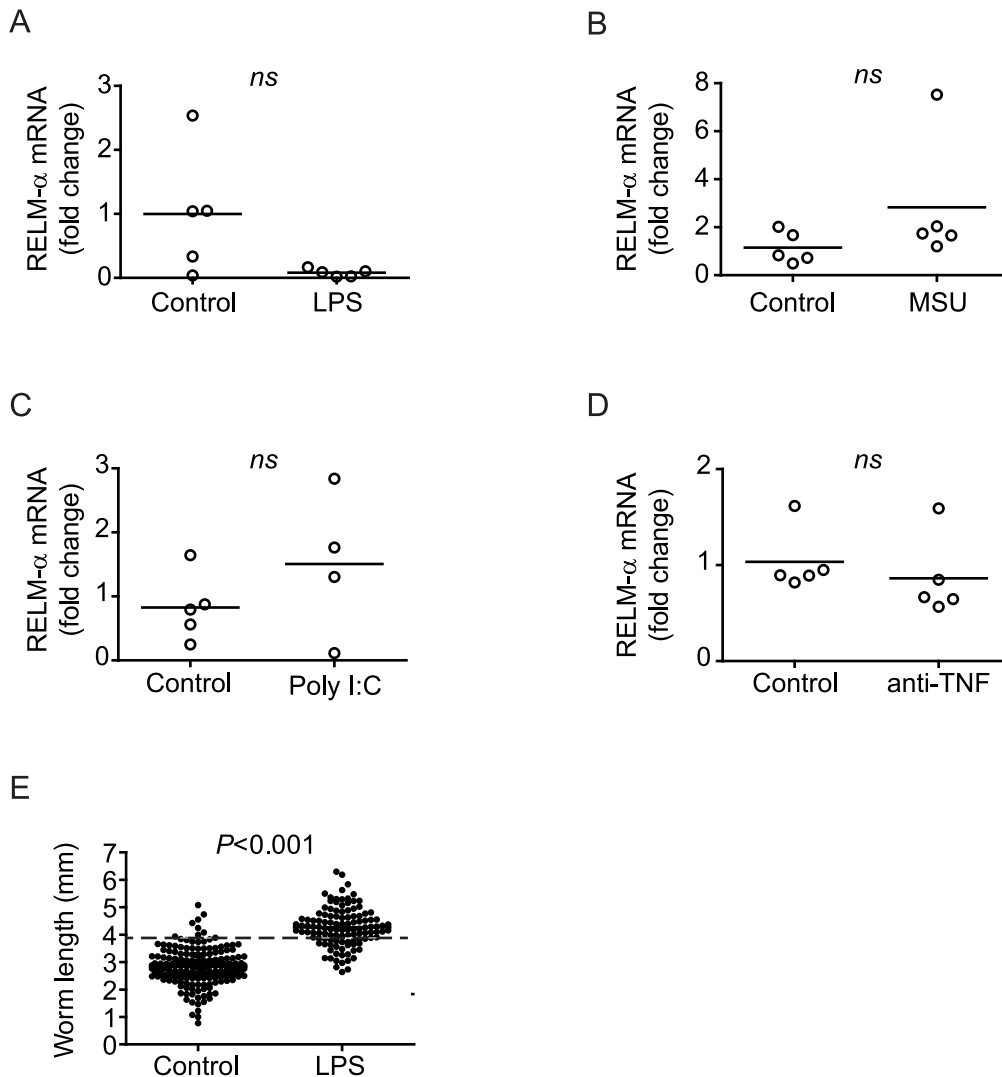 A
RELM-α mRNA
(fold change)
ns
3
2
1
0
Control
LPS
B
RELM-α mRNA
(fold change)
ns
8
6
4
2
0
Control
MSU
C
RELM-α mRNA
(fold change)
ns
3
2
1
0
Control
Poly I:C
D
RELM-α mRNA
(fold change)
ns
2
1
0
Control
anti-TNF
E
Worm length (mm)
P<0.001
7
6
5
4
3
2
1
0
Control
LPS